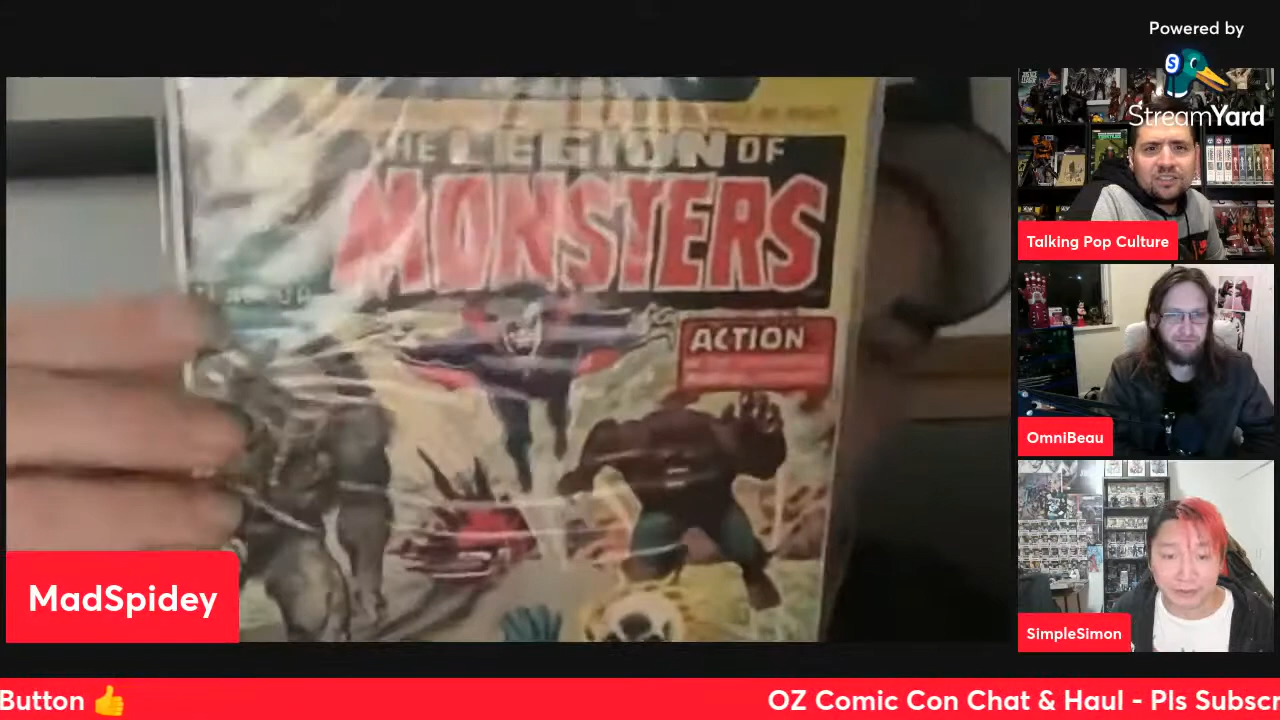 Powered by
StreamYard
THE LEGION OF
MONSTERS
ACTION
Talking Pop Culture
OmniBeau
MadSpidey
SimpleSimon
Button 👍
OZ Comic Con Chat & Haul - Pls Subscr